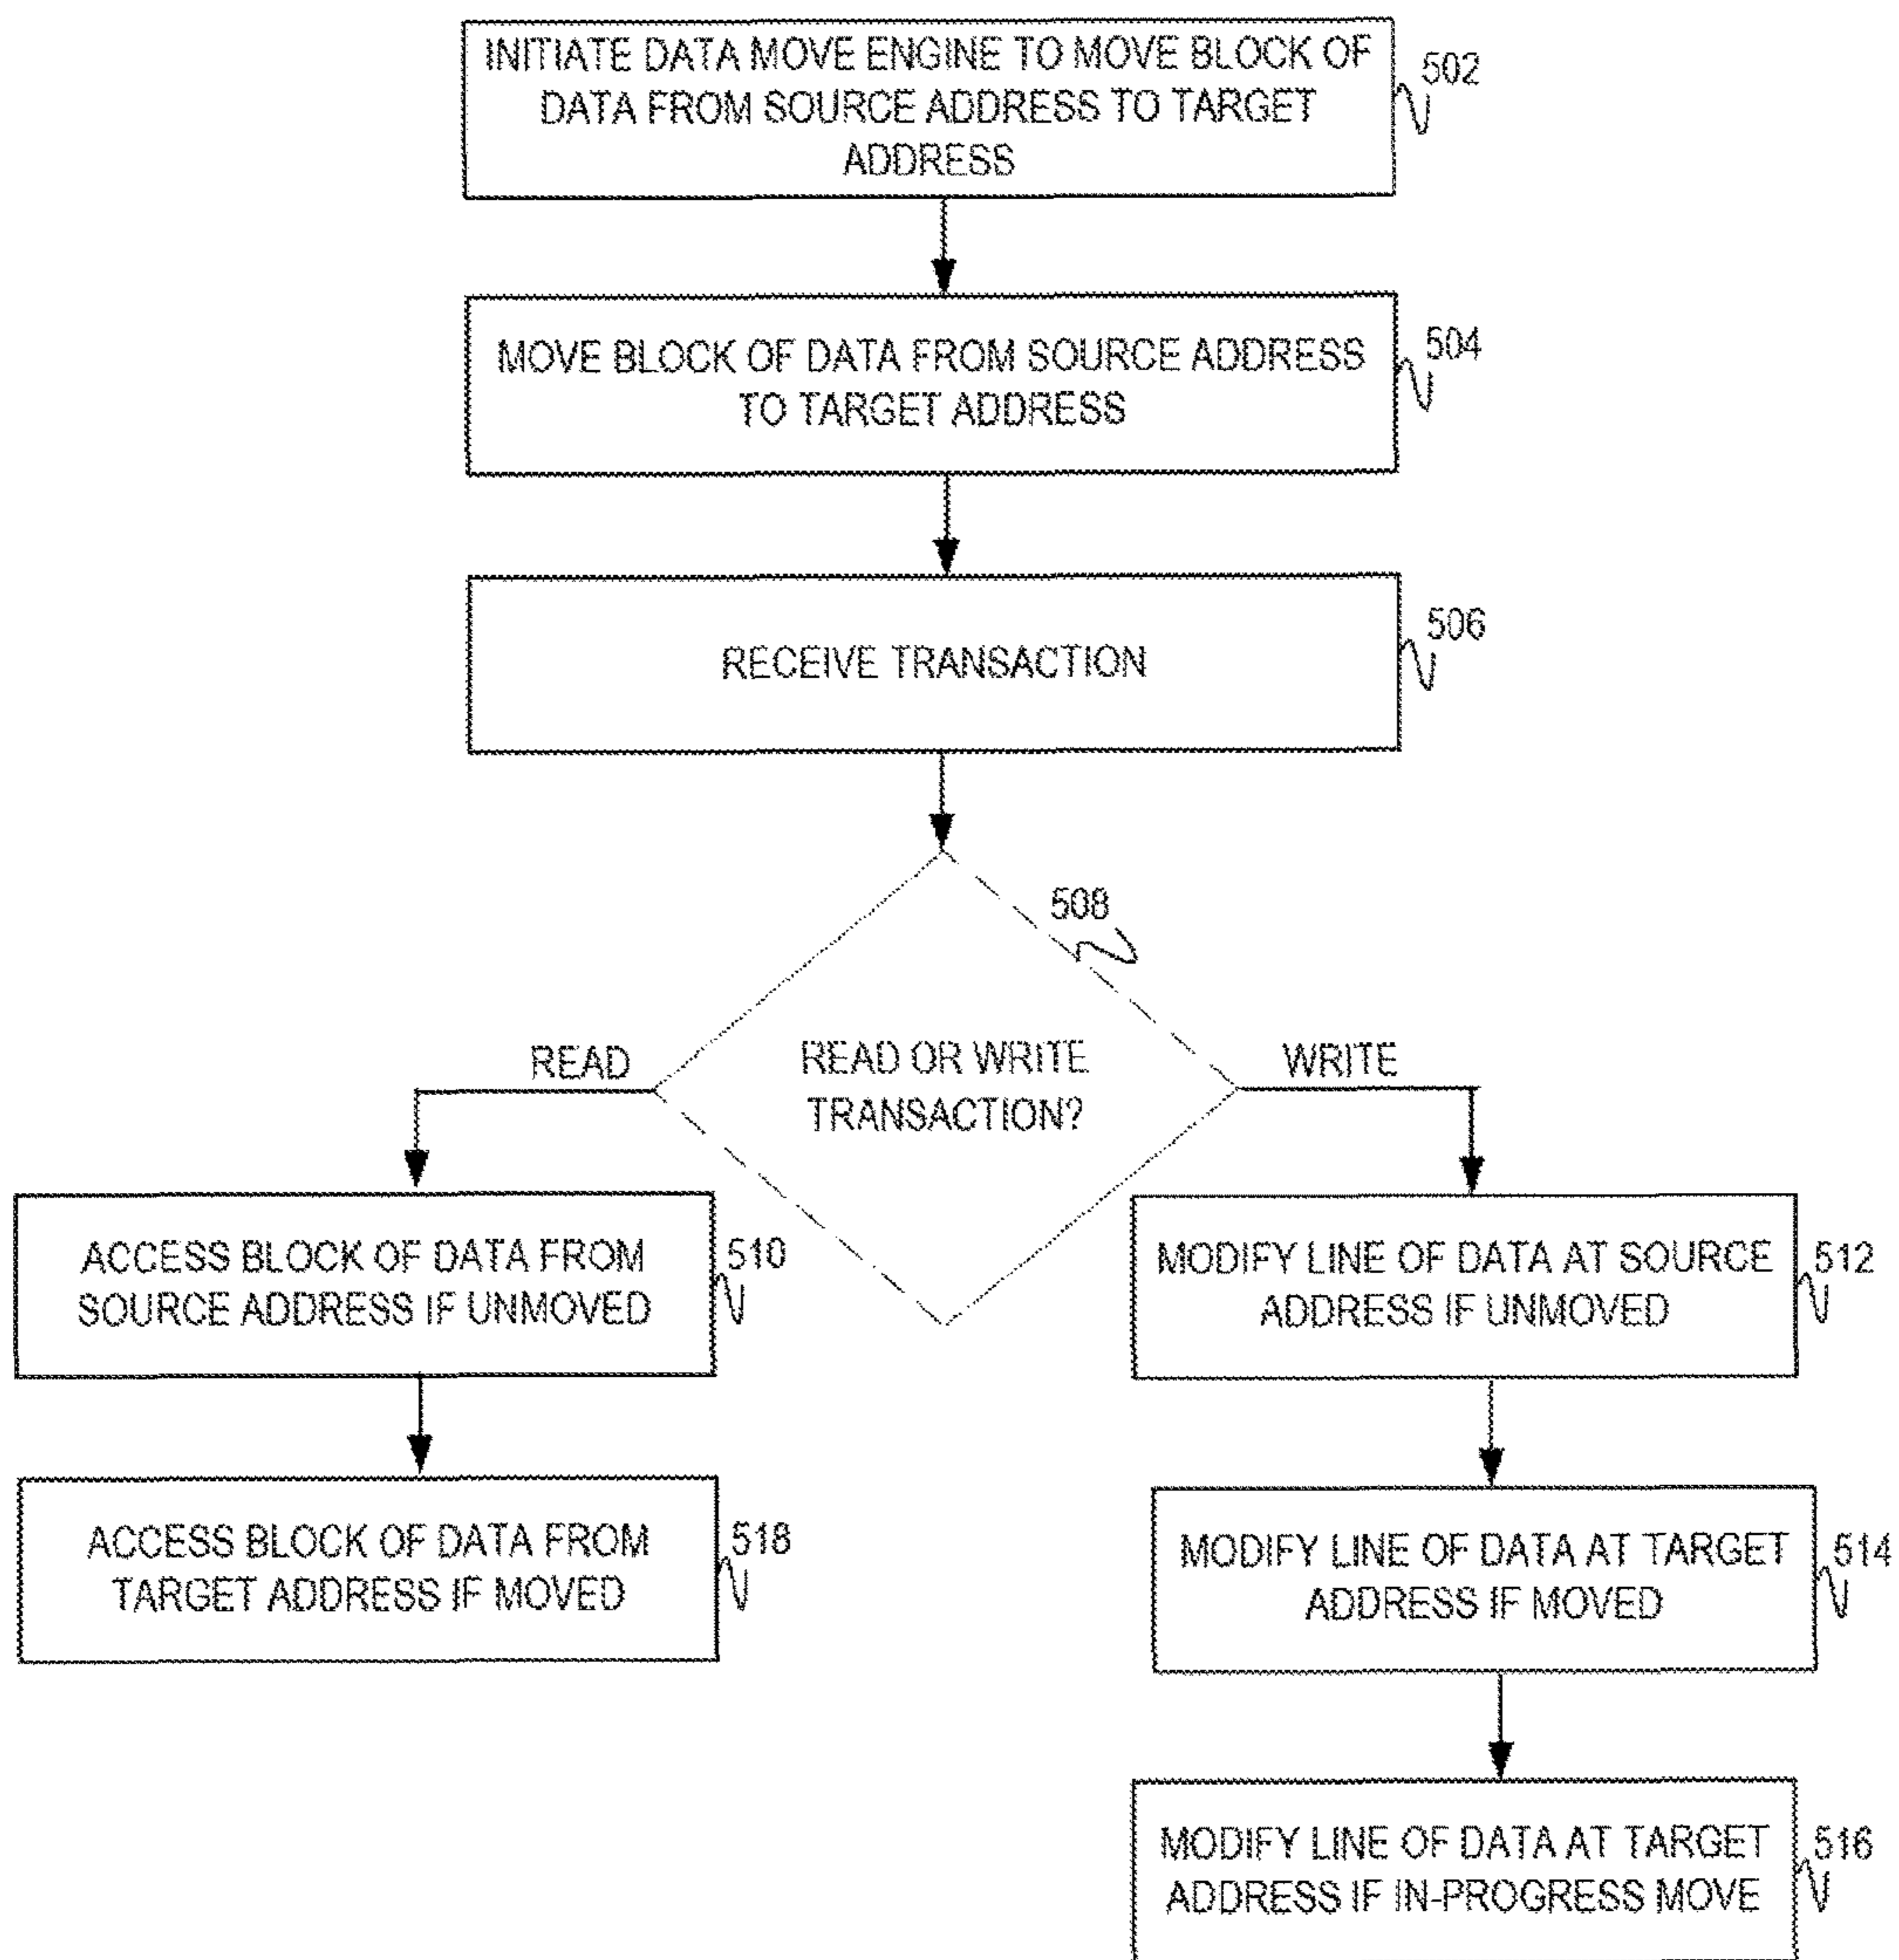 INITIATE DATA MOVE ENGINE TO MOVE BLOCK OF
DATA FROM SOURCE ADDRESS TO TARGET
ADDRESS
502
MOVE BLOCK OF DATA FROM SOURCE ADDRESS
TO TARGET ADDRESS
504
RECEIVE TRANSACTION
506
508
READ OR WRITE
TRANSACTION?
READ
WRITE
ACCESS BLOCK OF DATA FROM
SOURCE ADDRESS IF UNMOVED
510
MODIFY LINE OF DATA AT SOURCE
ADDRESS IF UNMOVED
512
ACCESS BLOCK OF DATA FROM
TARGET ADDRESS IF MOVED
518
MODIFY LINE OF DATA AT TARGET
ADDRESS IF MOVED
514
MODIFY LINE OF DATA AT TARGET
ADDRESS IF IN-PROGRESS MOVE
516